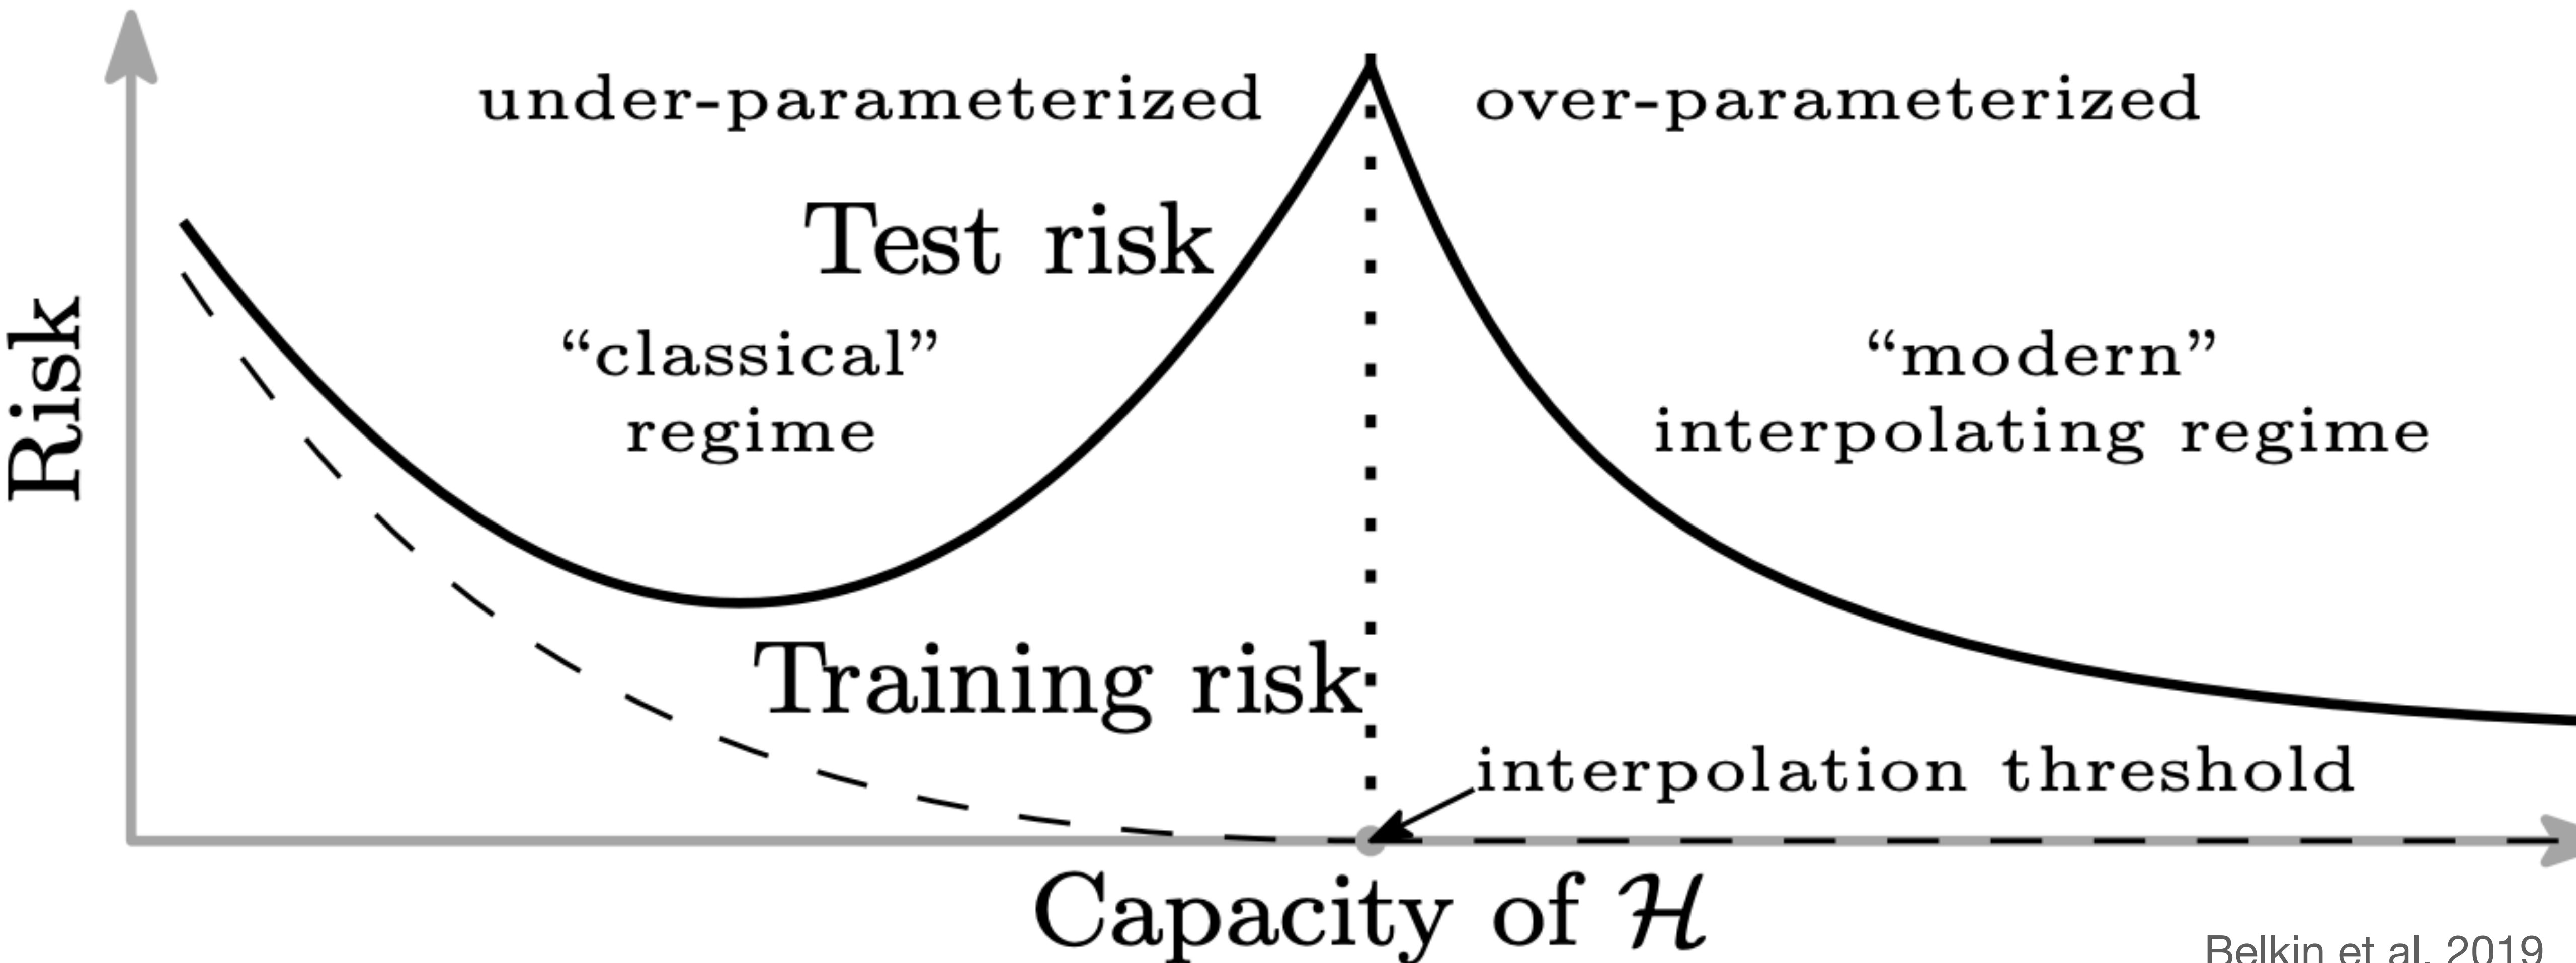 under-parameterized
over-parameterized
Test risk
Risk
“classical”
regime
“modern”
interpolating regime
Training risk
interpolation threshold
Capacity of ℋ
Belkin et al. 2019